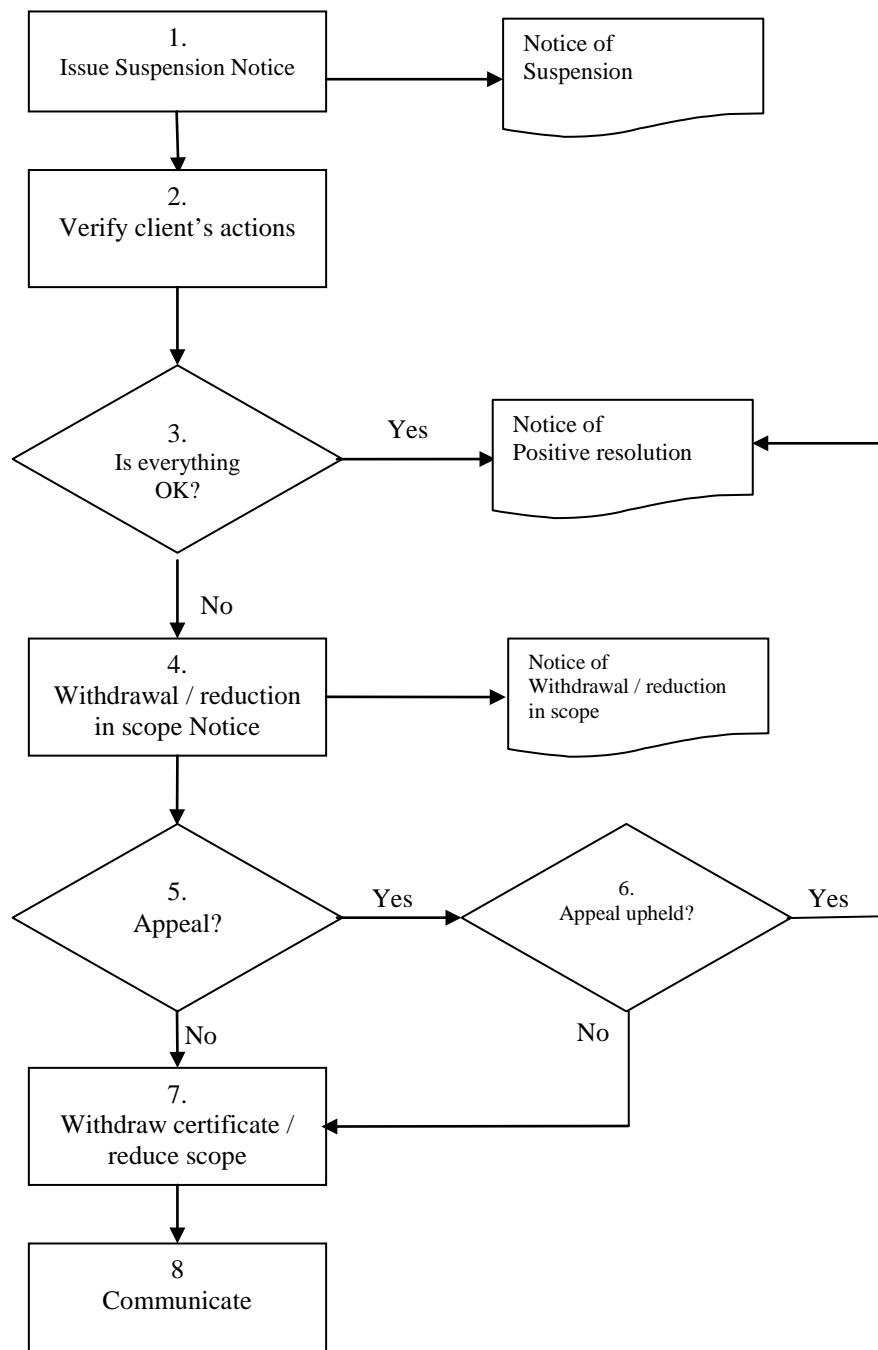 1.
Issue Suspension Notice
Notice of
Suspension
2.
Verify client’s actions
3.
Is everything
OK?
Yes
Notice of
Positive resolution
No
4.
Withdrawal / reduction
in scope Notice
Notice of
Withdrawal / reduction
in scope
5.
Appeal?
Yes
6.
Appeal upheld?
Yes
No
No
7.
Withdraw certificate /
reduce scope
8
Communicate